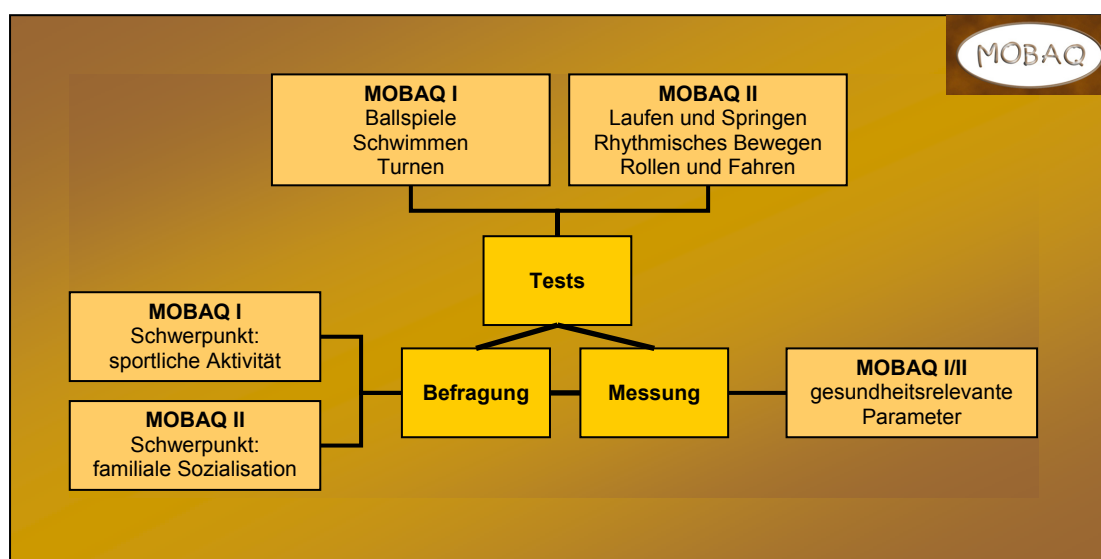 MOBAQ
MOBAQ I
Ballspiele
Schwimmen
Turnen
MOBAQ II
Laufen und Springen
Rhythmisches Bewegen
Rollen und Fahren
Tests
MOBAQ I
Schwerpunkt:
sportliche Aktivität
MOBAQ II
Schwerpunkt:
familiale Sozialisation
Befragung
Messung
MOBAQ I/II
gesundheitsrelevante
Parameter